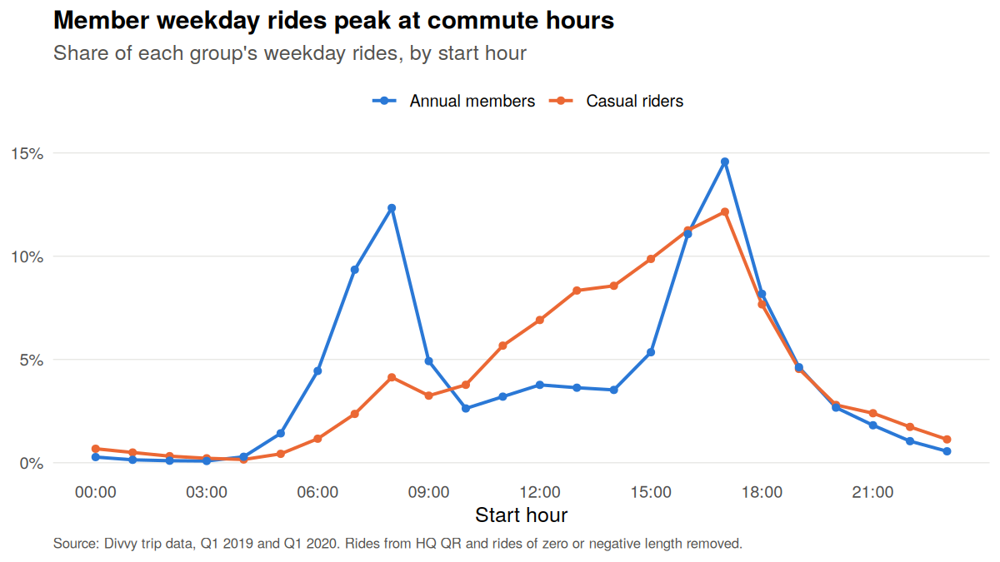 Member weekday rides peak at commute hours
Share of each group's weekday rides, by start hour
Annual members
Casual riders
15%
10%
5%
0%
00:00 03:00 06:00 09:00 12:00 15:00 18:00 21:00
Start hour
Source: Divvy trip data, Q1 2019 and Q1 2020. Rides from HQ QR and rides of zero or negative length removed.